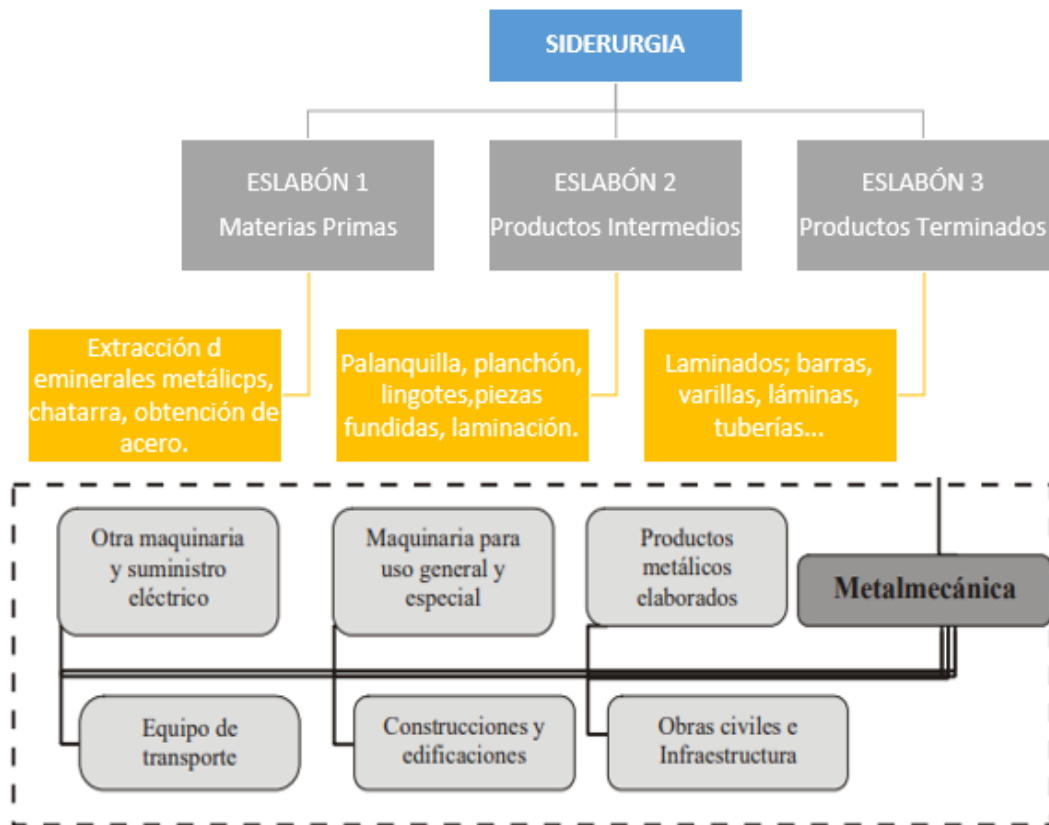 SIDERURGIA
ESLABÓN 1
Materias Primas
ESLABÓN 2
Productos Intermedios
ESLABÓN 3
Productos Terminados
Extracción d
eminerales metálicps,
chatarra, obtención de
acero.
Palanquilla, planchón,
lingotes,piezas
fundidas, laminación.
Laminados; barras,
varillas, láminas,
tuberías...
Otra maquinaria
y suministro
eléctrico
Maquinaria para
uso general y
especial
Productos
metálicos
elaborados
Metalmecánica
Equipo de
transporte
Construcciones y
edificaciones
Obras civiles e
Infraestructura